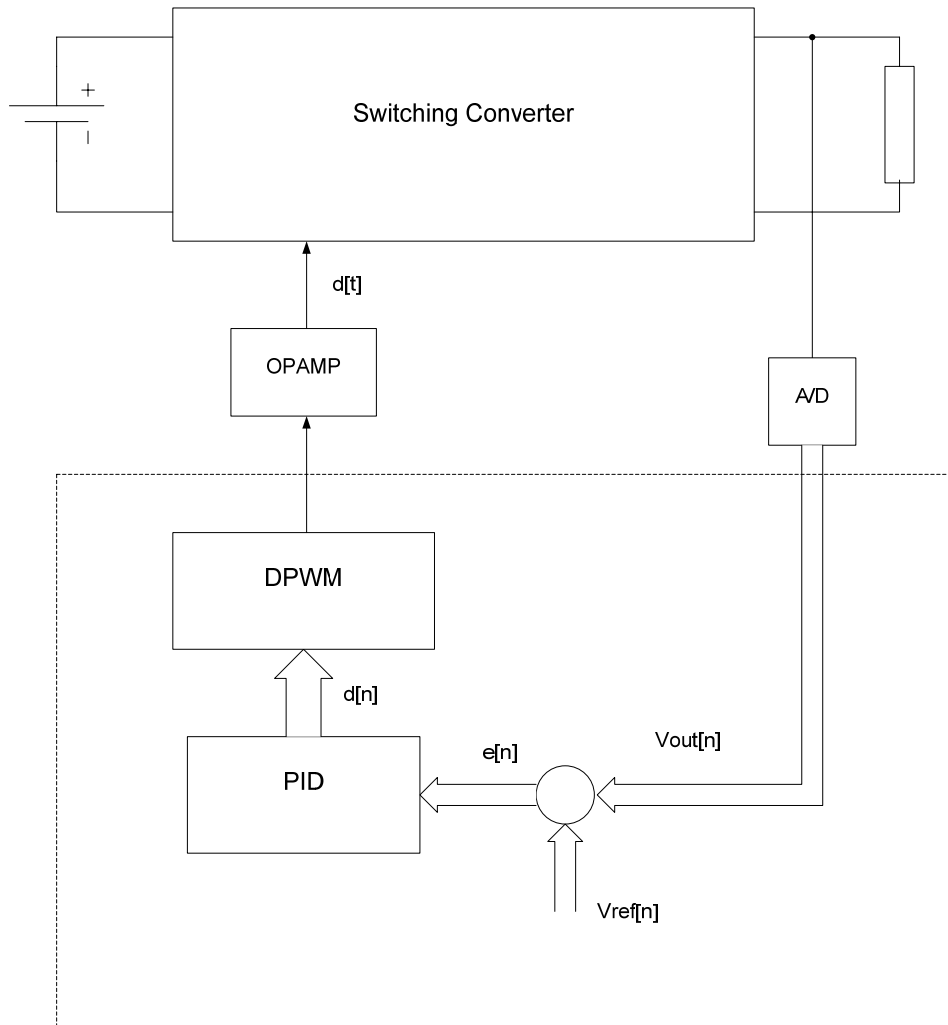 +
Switching Converter
–
d[t]
OPAMP
A/D
DPWM
d[n]
Vout[n]
e[n]
PID
Vref[n]